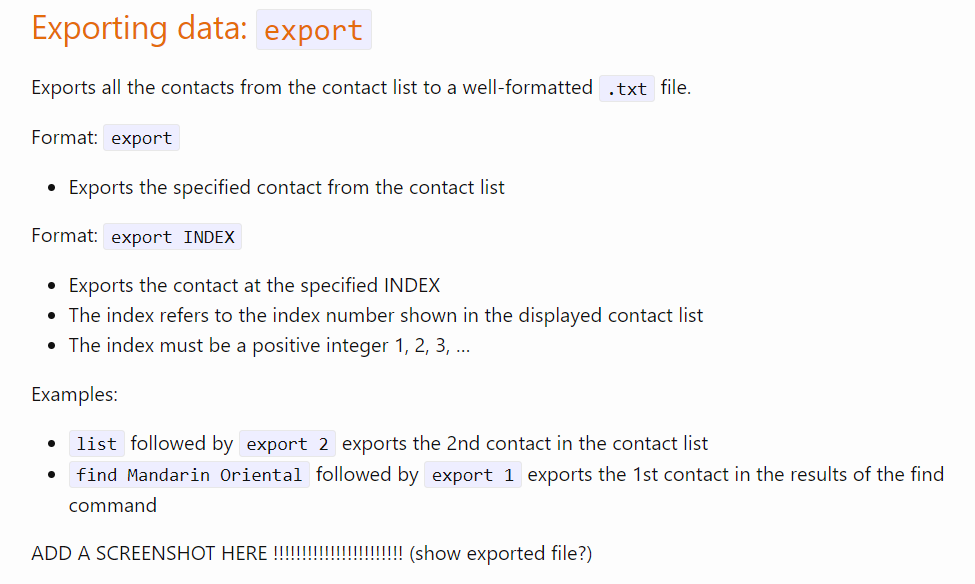 Exporting data: export
Exports all the contacts from the contact list to a well-formatted .txt file.
Format: export
• Exports the specified contact from the contact list
Format: export INDEX
• Exports the contact at the specified INDEX
• The index refers to the index number shown in the displayed contact list
• The index must be a positive integer 1, 2, 3, …
Examples:
• list followed by export 2 exports the 2nd contact in the contact list
• find Mandarin Oriental followed by export 1 exports the 1st contact in the results of the find
command
ADD A SCREENSHOT HERE !!!!!!!!!!!!!!!!!!!!!!! (show exported file?)